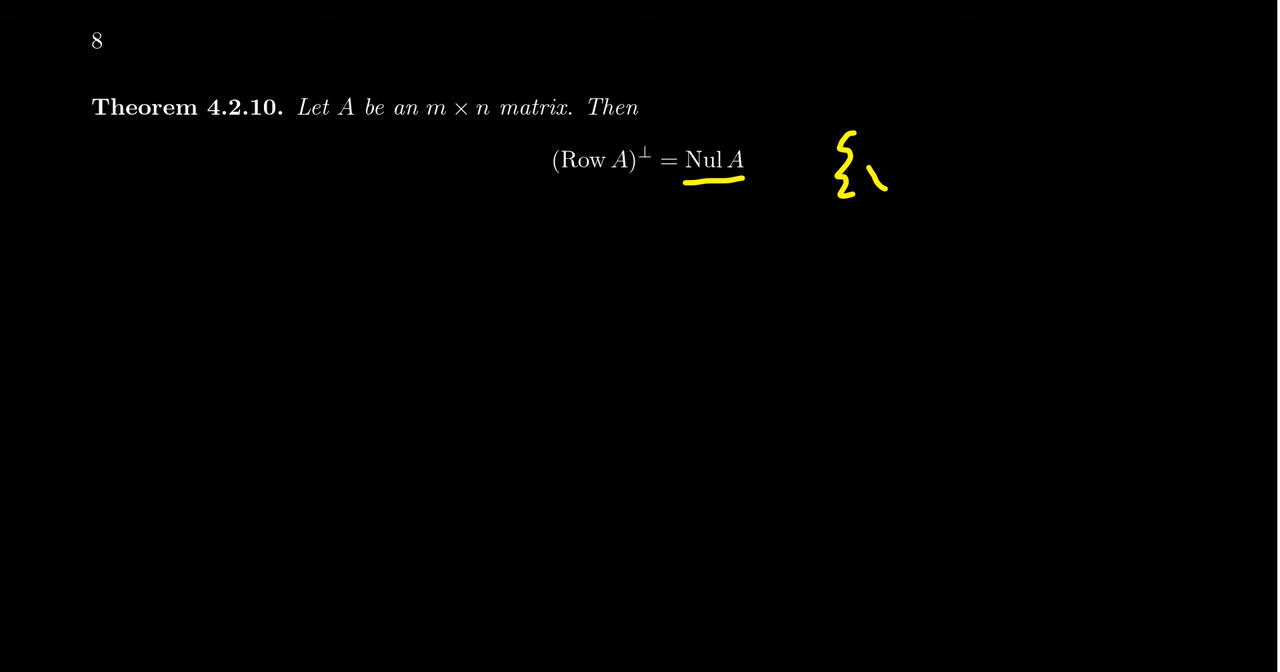 8
Theorem 4.2.10. Let A be an m × n matrix. Then
(Row A)⊥ = Nul A {